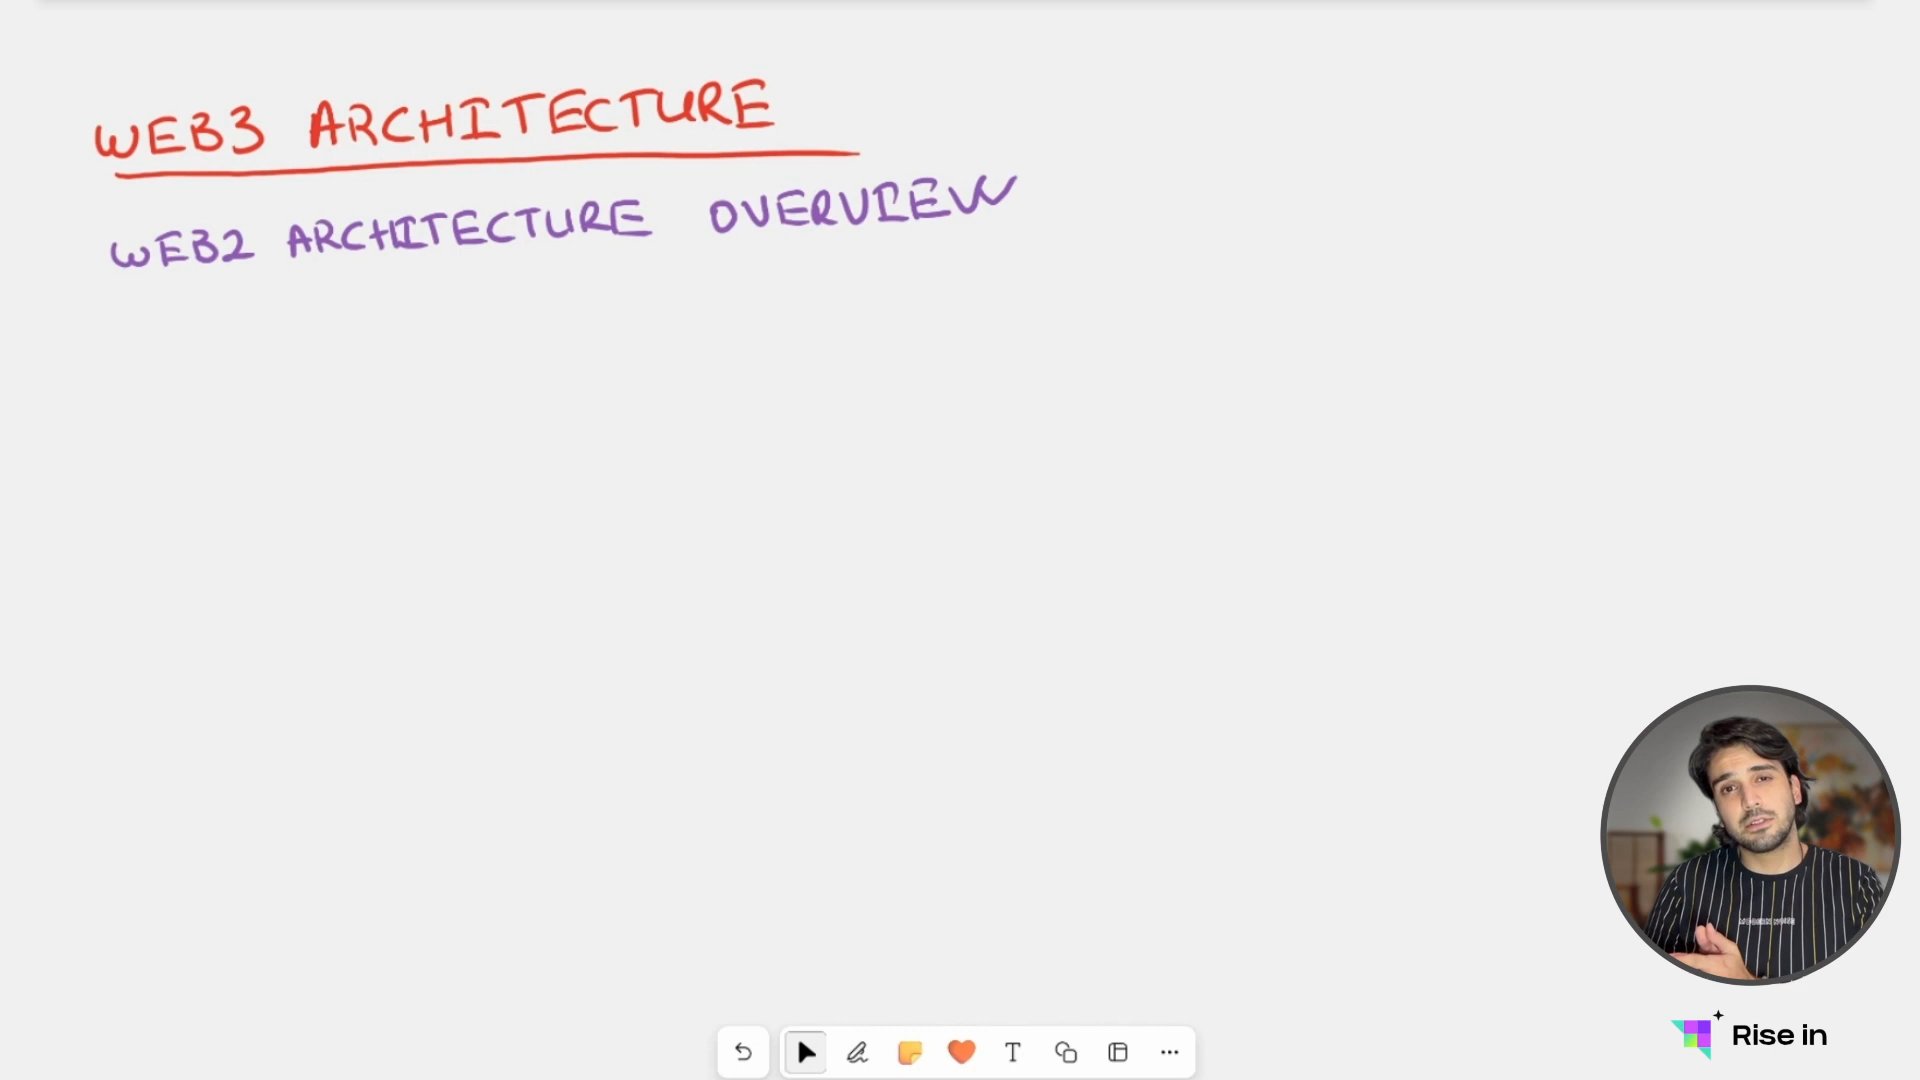 WEB3 ARCHITECTURE
WEB2 ARCHITECTURE OVERVIEW
T
Rise in